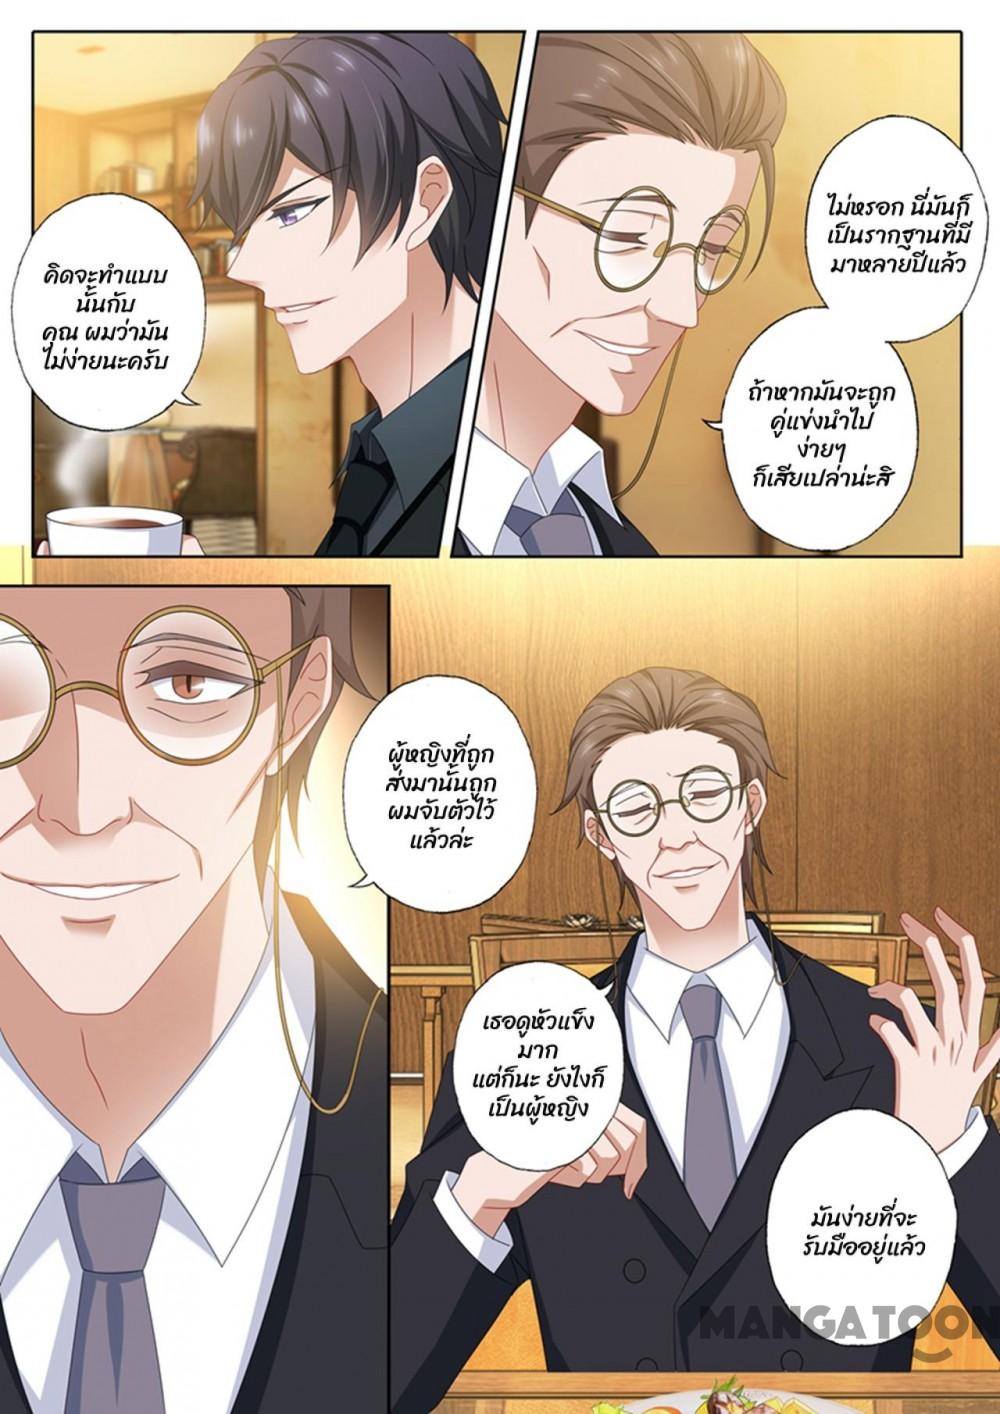 คิดจะทำแบบ
นั้นกับ
คุณ ผมว่ามัน
ไม่ง่ายนะครับ
ไม่หรอก นี่มันก็
เป็นรากฐานที่มี
มาหลายปีแล้ว
ถ้าหากมันจะถูก
คู่แข่งนำไป
ง่ายๆ
ก็เสียเปล่าน่ะสิ
ผู้หญิงที่ถูก
ส่งมานั้นถูก
ผมจับตัวไว้
แล้วล่ะ
เธอดูหัวแข็ง
มาก
แต่ก็นะ ยังไงก็
เป็นผู้หญิง
มันง่ายที่จะ
รับมืออยู่แล้ว
MANGATOON